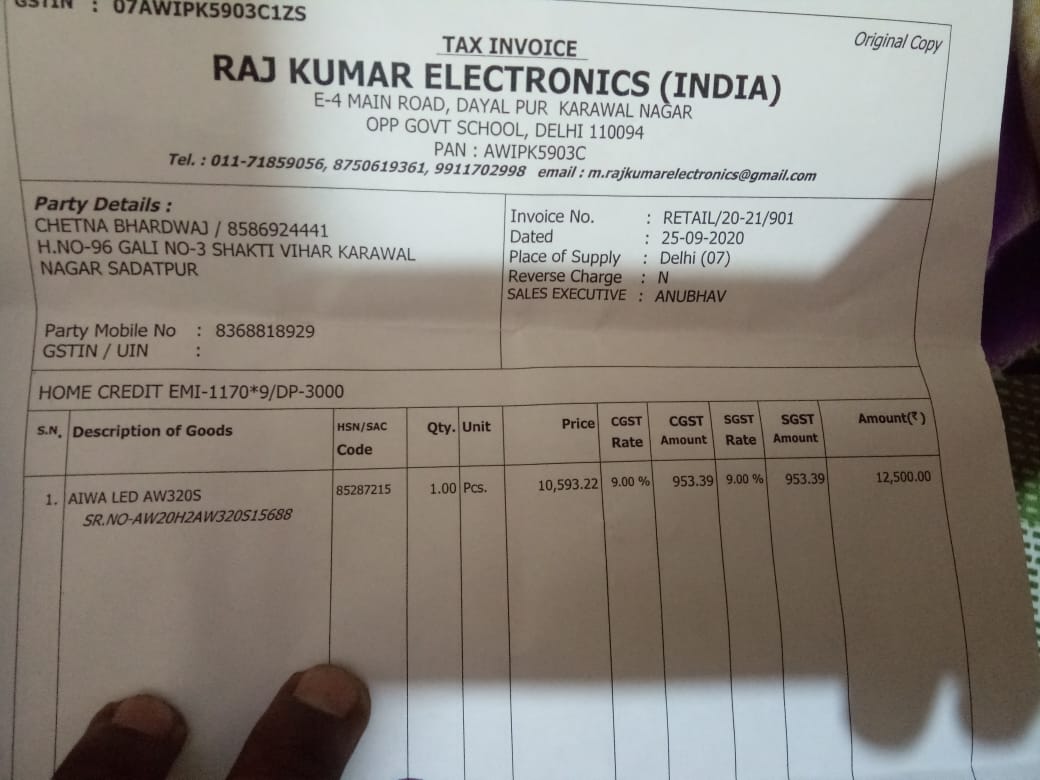 GSTIN : 07AWIPK5903C1ZS
Original Copy
TAX INVOICE
RAJ KUMAR ELECTRONICS (INDIA)
E-4 MAIN ROAD, DAYAL PUR KARAWAL NAGAR
OPP GOVT SCHOOL, DELHI 110094
PAN : AWIPK5903C
Tel. : 011-71859056, 8750619361, 9911702998 email : m.rajkumarelectronics@gmail.com
Party Details :
CHETNA BHARDWAJ / 8586924441
H.NO-96 GALI NO-3 SHAKTI VIHAR KARAWAL
NAGAR SADATPUR
Party Mobile No : 8368818929
GSTIN / UIN :
Invoice No. : RETAIL/20-21/901
Dated : 25-09-2020
Place of Supply : Delhi (07)
Reverse Charge : N
SALES EXECUTIVE : ANUBHAV
HOME CREDIT EMI-1170*9/DP-3000
S.N. Description of Goods HSN/SAC Code Qty. Unit Price CGST Rate CGST Amount SGST Rate SGST Amount Amount(₹)
1. AIWA LED AW320S 85287215 1.00 Pcs. 10,593.22 9.00 % 953.39 9.00 % 953.39 12,500.00
SR.NO-AW20H2AW320S15688